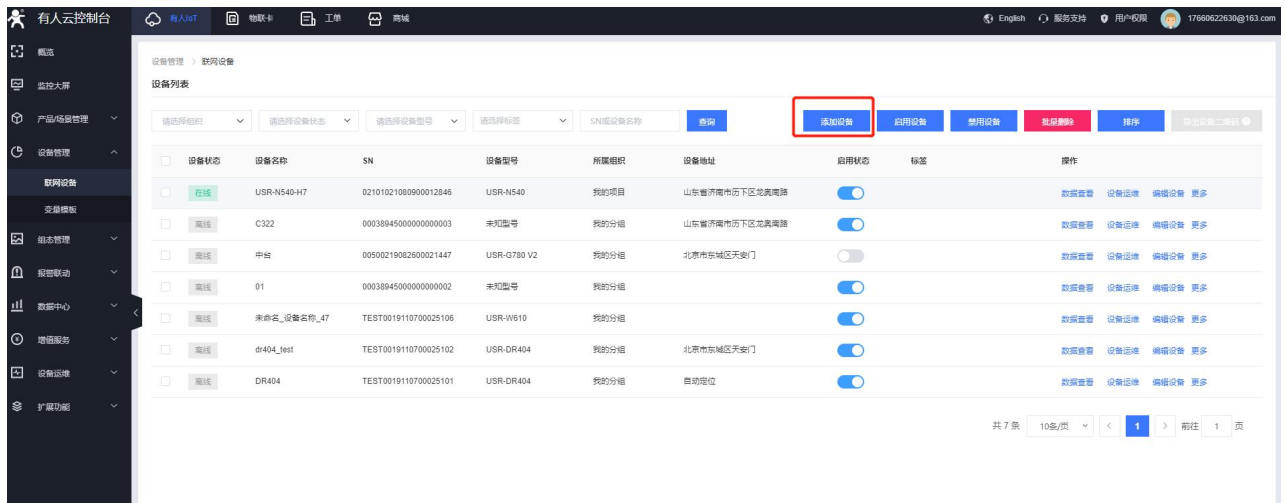 有人云控制台 有人IoT 物联卡 工单 商城 English 服务支持 用户权限 17660622630@163.com
概览
监控大屏
产品/场景管理
设备管理
联网设备
变量模板
组态管理
报警联动
数据中心
增值服务
设备运维
扩展功能
设备管理 > 联网设备
设备列表
请选择组织 请选择设备状态 请选择设备型号 请选择标签 SN或设备名称 查询 添加设备 启用设备 禁用设备 批量删除 排序 导出设备二维码
设备状态 设备名称 SN 设备型号 所属组织 设备地址 启用状态 标签 操作
在线 USR-N540-H7 02101021080900012846 USR-N540 我的项目 山东省济南市历下区龙奥南路 数据查看 设备运维 编辑设备 更多
离线 C322 00038945000000000003 未知型号 我的分组 山东省济南市历下区龙奥南路 数据查看 设备运维 编辑设备 更多
离线 中台 00500219082600021447 USR-G780 V2 我的分组 北京市东城区天安门 数据查看 设备运维 编辑设备 更多
离线 01 00038945000000000002 未知型号 我的分组 数据查看 设备运维 编辑设备 更多
离线 未命名_设备名称_47 TEST0019110700025106 USR-W610 我的分组 数据查看 设备运维 编辑设备 更多
离线 dr404_test TEST0019110700025102 USR-DR404 我的分组 北京市东城区天安门 数据查看 设备运维 编辑设备 更多
离线 DR404 TEST0019110700025101 USR-DR404 我的分组 自动定位 数据查看 设备运维 编辑设备 更多
共 7 条 10条/页 < 1 > 前往 1 页